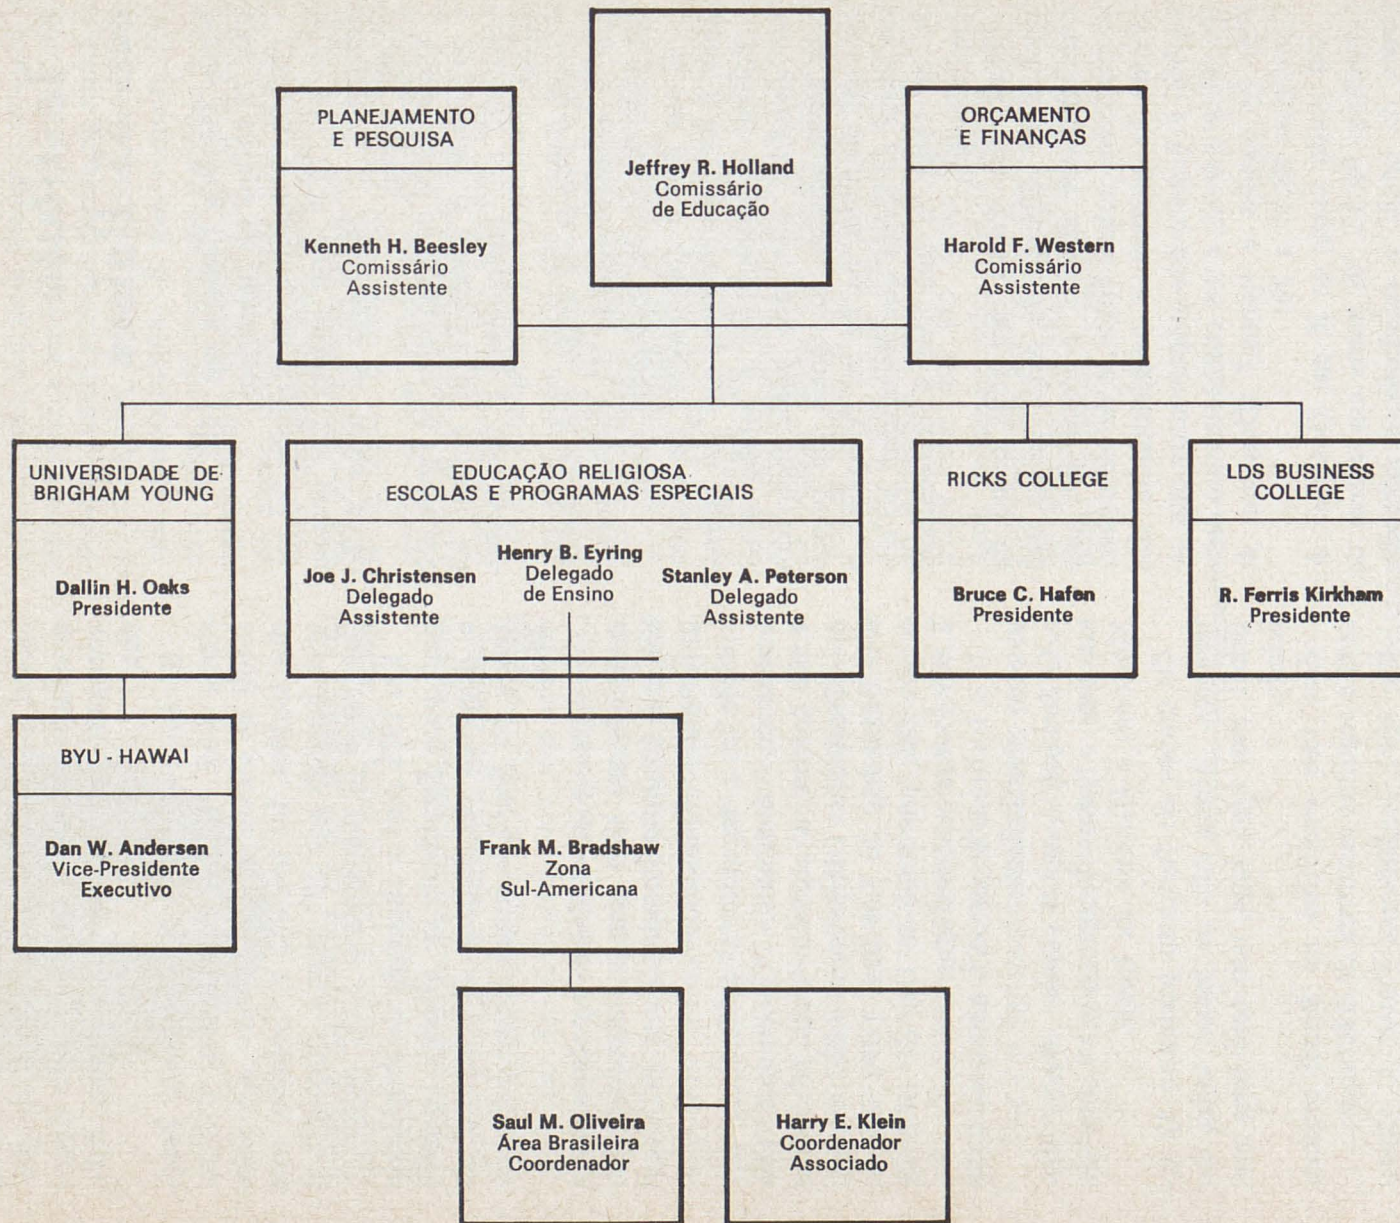 PLANEJAMENTO
E PESQUISA
Kenneth H. Beesley
Comissário
Assistente
Jeffrey R. Holland
Comissário
de Educação
ORÇAMENTO
E FINANÇAS
Harold F. Western
Comissário
Assistente
UNIVERSIDADE DE
BRIGHAM YOUNG
Dallin H. Oaks
Presidente
EDUCAÇÃO RELIGIOSA
ESCOLAS E PROGRAMAS ESPECIAIS
Joe J. Christensen
Delegado
Assistente
Henry B. Eyring
Delegado
de Ensino
Stanley A. Peterson
Delegado
Assistente
RICKS COLLEGE
Bruce C. Hafen
Presidente
LDS BUSINESS
COLLEGE
R. Ferris Kirkham
Presidente
BYU - HAWAI
Dan W. Andersen
Vice-Presidente
Executivo
Frank M. Bradshaw
Zona
Sul-Americana
Saul M. Oliveira
Área Brasileira
Coordenador
Harry E. Klein
Coordenador
Associado